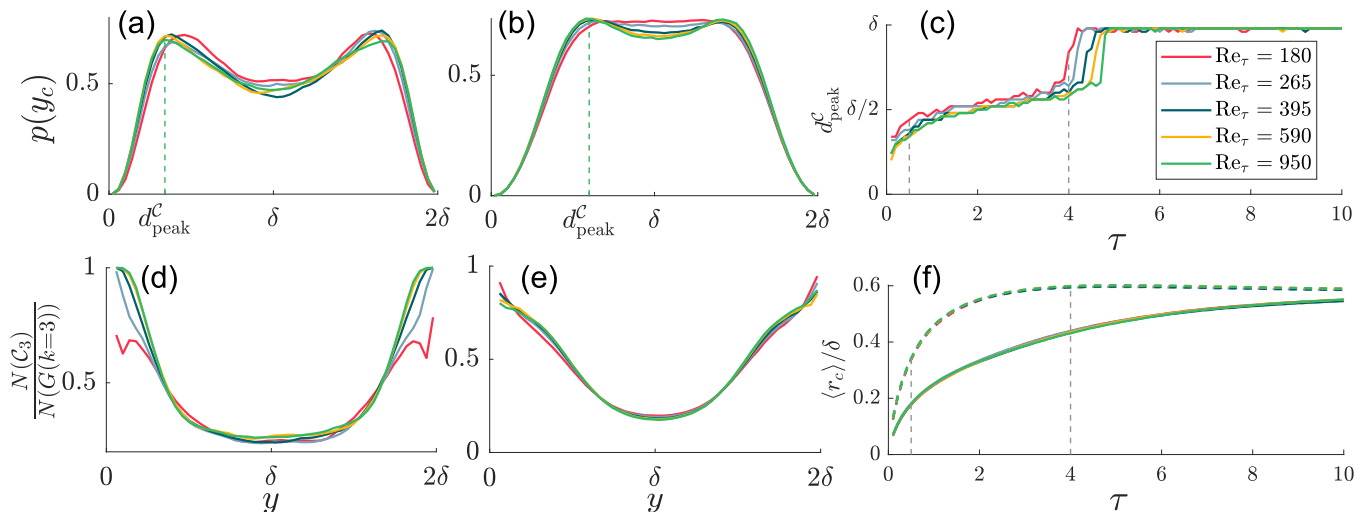 (a)
p(y_c)
0.5
0
0
d^C_peak
δ
2δ
(b)
0.5
0
0
d^C_peak
δ
2δ
(c)
d^C_peak
δ
δ/2
0
0
2
4
6
8
10
τ
Re_τ = 180
Re_τ = 265
Re_τ = 395
Re_τ = 590
Re_τ = 950
(d)
N(C_3)
N(G(k=3))
1
0.5
0
δ
2δ
y
(e)
1
0.5
0
0
δ
2δ
y
(f)
⟨r_c⟩/δ
0.6
0.4
0.2
0
0
2
4
6
8
10
τ